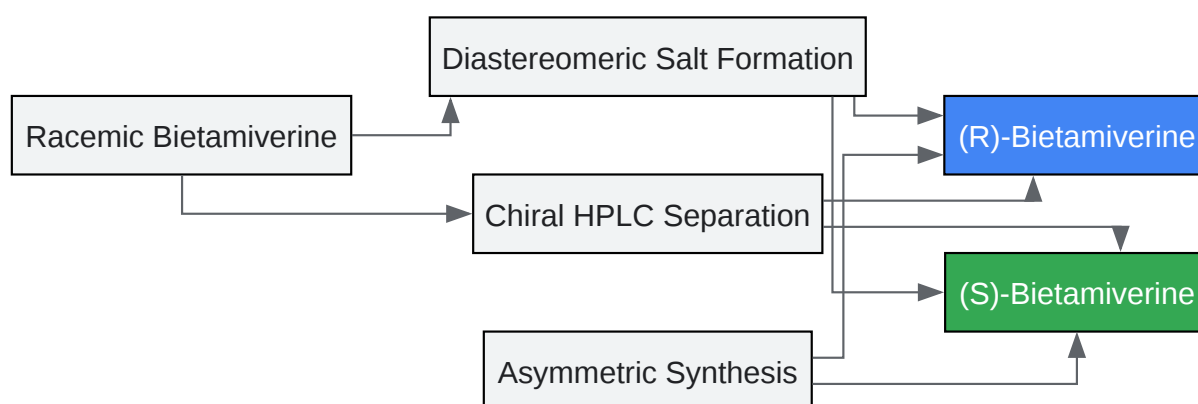 Diastereomeric Salt Formation
Racemic Bietamiverine
(R)-Bietamiverine
Chiral HPLC Separation
(S)-Bietamiverine
Asymmetric Synthesis